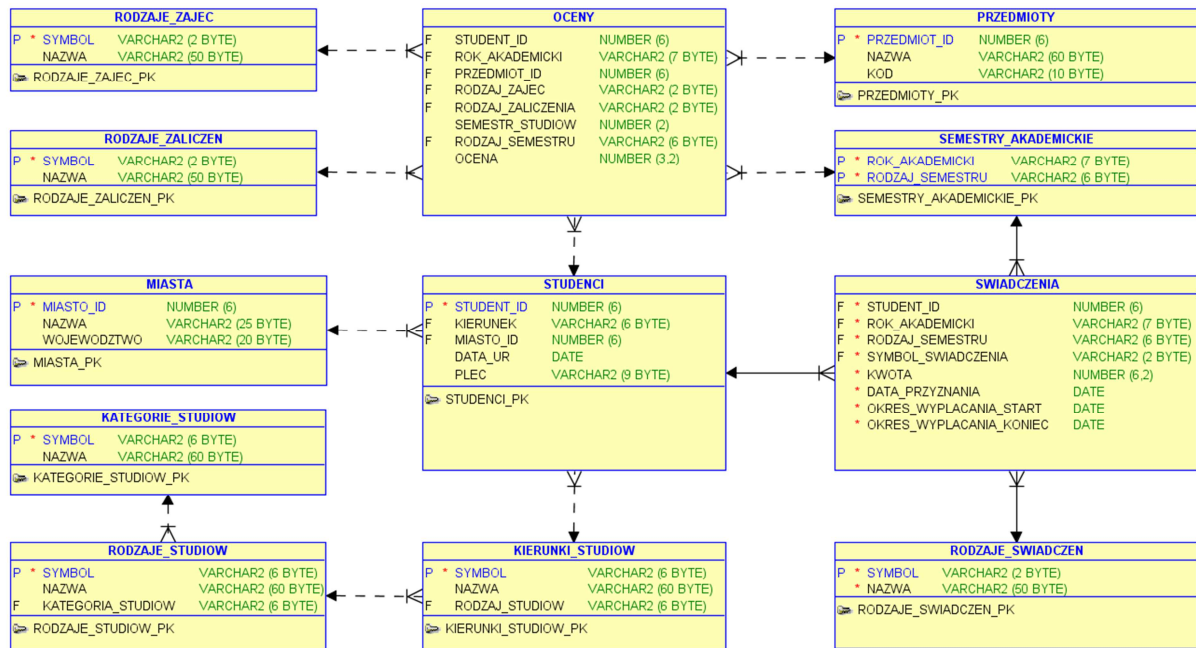 RODZAJE_ZAJEC
P * SYMBOL VARCHAR2 (2 BYTE)
NAZWA VARCHAR2 (50 BYTE)
RODZAJE_ZAJEC_PK
OCENY
F STUDENT_ID NUMBER (6)
F ROK_AKADEMICKI VARCHAR2 (7 BYTE)
F PRZEDMIOT_ID NUMBER (6)
F RODZAJ_ZAJEC VARCHAR2 (2 BYTE)
F RODZAJ_ZALICZENIA VARCHAR2 (2 BYTE)
SEMESTR_STUDIOW NUMBER (2)
F RODZAJ_SEMESTRU VARCHAR2 (6 BYTE)
OCENA NUMBER (3,2)
PRZEDMIOTY
P * PRZEDMIOT_ID NUMBER (6)
NAZWA VARCHAR2 (60 BYTE)
KOD VARCHAR2 (10 BYTE)
PRZEDMIOTY_PK
RODZAJE_ZALICZEN
P * SYMBOL VARCHAR2 (2 BYTE)
NAZWA VARCHAR2 (50 BYTE)
RODZAJE_ZALICZEN_PK
SEMESTRY_AKADEMICKIE
P * ROK_AKADEMICKI VARCHAR2 (7 BYTE)
P * RODZAJ_SEMESTRU VARCHAR2 (6 BYTE)
SEMESTRY_AKADEMICKIE_PK
MIASTA
P * MIASTO_ID NUMBER (6)
NAZWA VARCHAR2 (25 BYTE)
WOJEWODZTWO VARCHAR2 (20 BYTE)
MIASTA_PK
STUDENCI
P * STUDENT_ID NUMBER (6)
F KIERUNEK VARCHAR2 (6 BYTE)
F MIASTO_ID NUMBER (6)
DATA_UR DATE
PLEC VARCHAR2 (9 BYTE)
STUDENCI_PK
SWIADCZENIA
F * STUDENT_ID NUMBER (6)
F * ROK_AKADEMICKI VARCHAR2 (7 BYTE)
F * RODZAJ_SEMESTRU VARCHAR2 (6 BYTE)
F * SYMBOL_SWIADCZENIA VARCHAR2 (2 BYTE)
* KWOTA NUMBER (6,2)
* DATA_PRZYZNANIA DATE
* OKRES_WYPLACANIA_START DATE
* OKRES_WYPLACANIA_KONIEC DATE
KATEGORIE_STUDIOW
P * SYMBOL VARCHAR2 (6 BYTE)
NAZWA VARCHAR2 (60 BYTE)
KATEGORIE_STUDIOW_PK
RODZAJE_STUDIOW
P * SYMBOL VARCHAR2 (6 BYTE)
NAZWA VARCHAR2 (60 BYTE)
F KATEGORIA_STUDIOW VARCHAR2 (6 BYTE)
RODZAJE_STUDIOW_PK
KIERUNKI_STUDIOW
P * SYMBOL VARCHAR2 (6 BYTE)
NAZWA VARCHAR2 (60 BYTE)
F RODZAJ_STUDIOW VARCHAR2 (6 BYTE)
KIERUNKI_STUDIOW_PK
RODZAJE_SWIADCZEN
P * SYMBOL VARCHAR2 (2 BYTE)
* NAZWA VARCHAR2 (50 BYTE)
RODZAJE_SWIADCZEN_PK